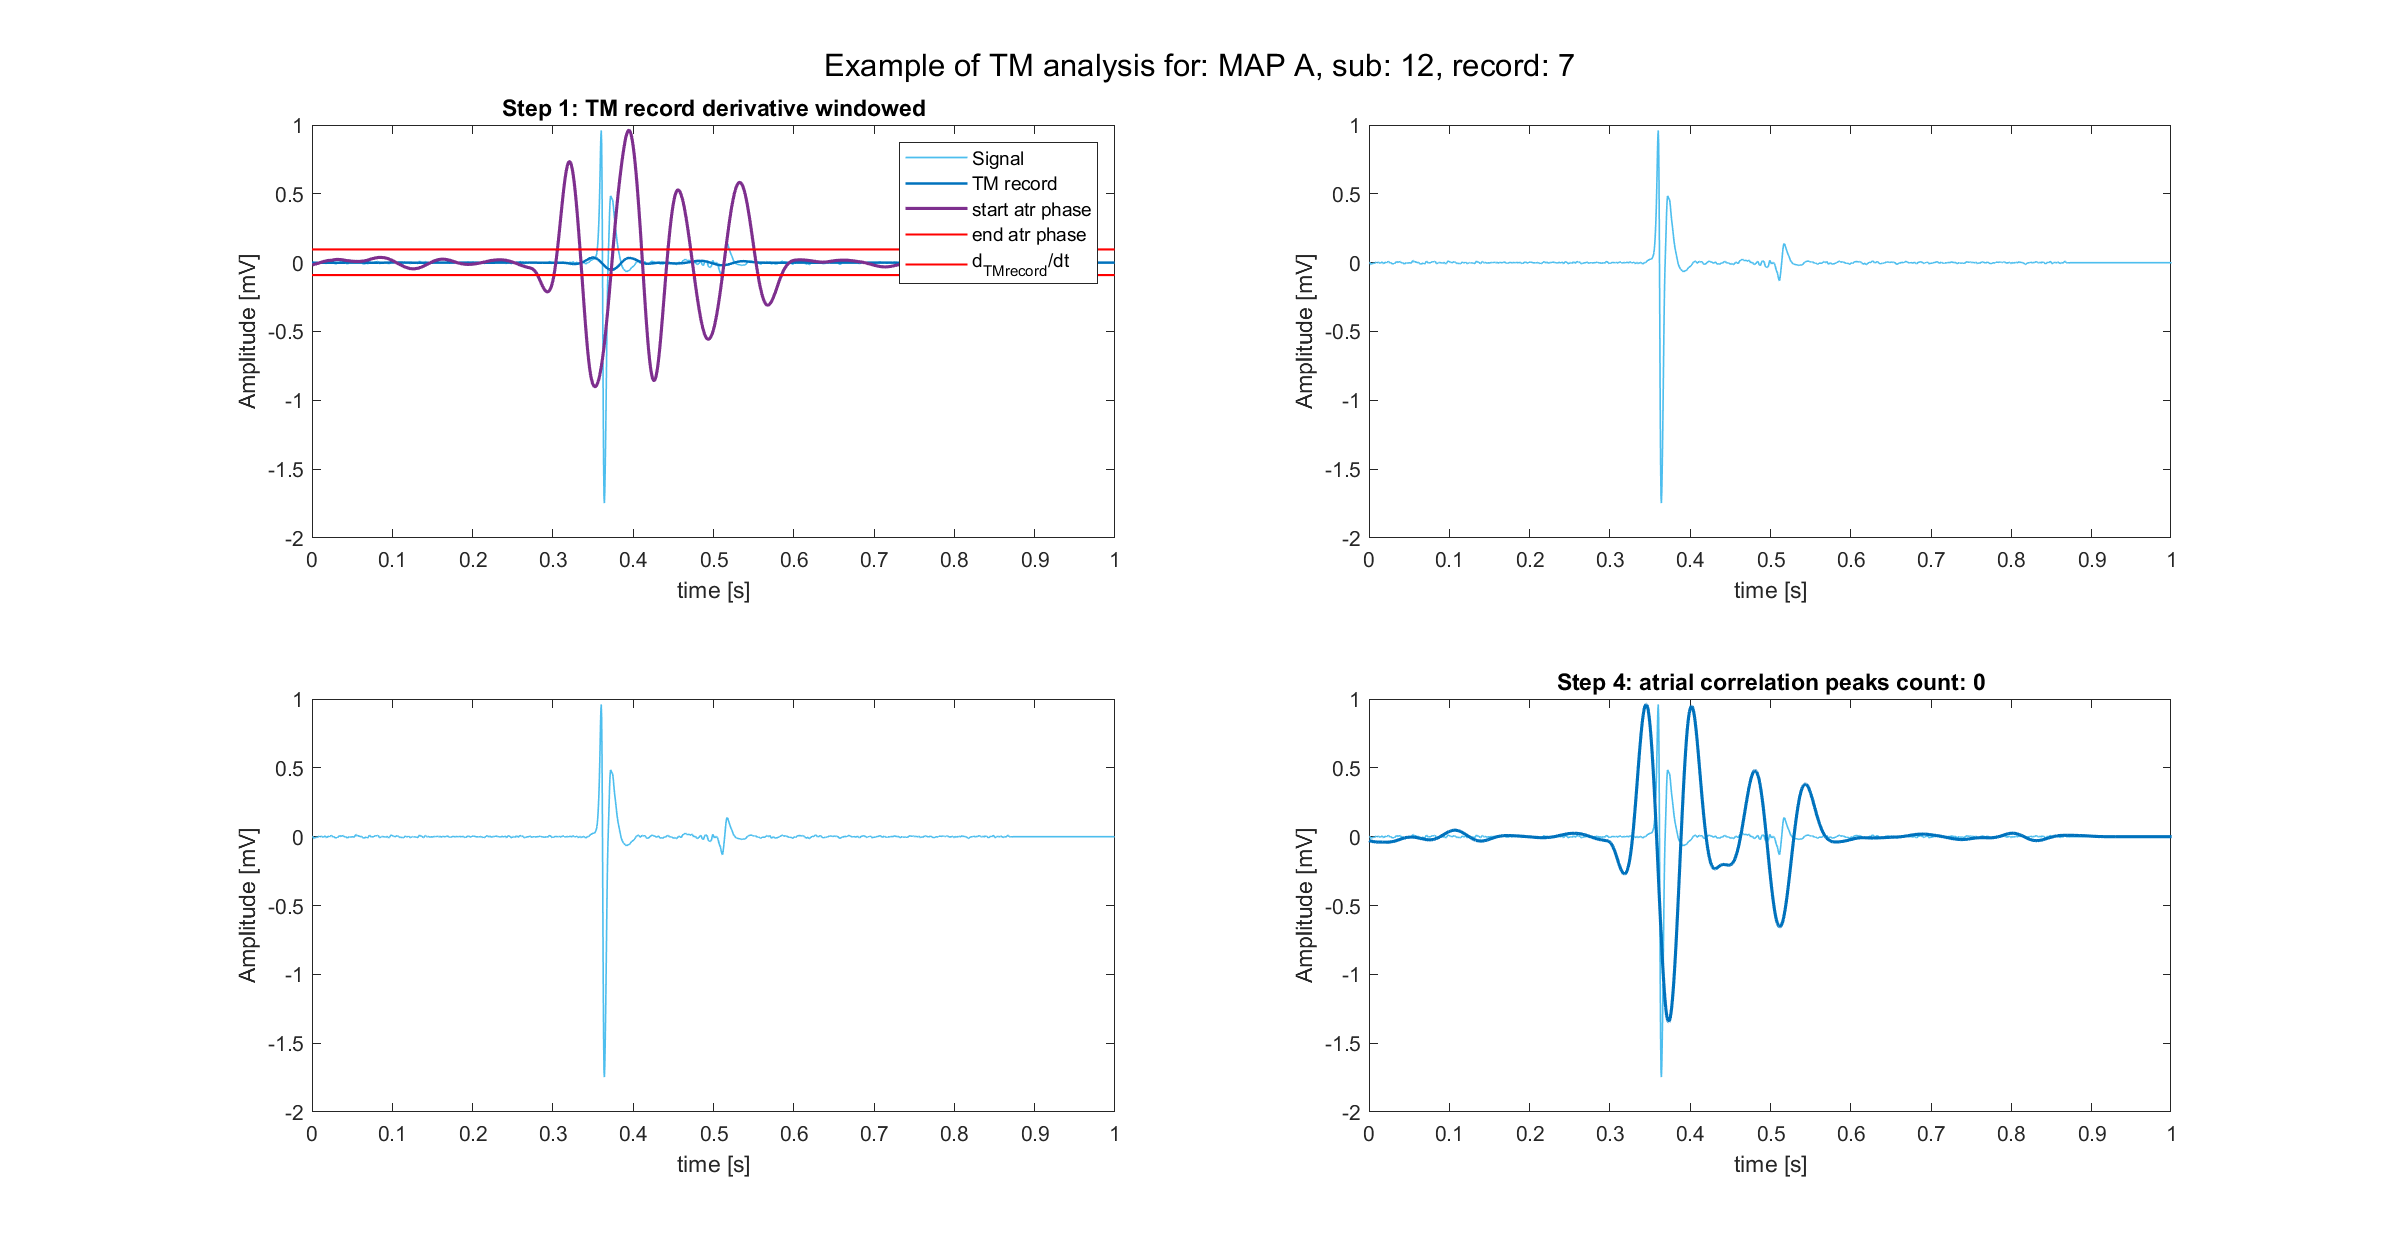 Example of TM analysis for: MAP A, sub: 12, record: 7
Step 1: TM record derivative windowed
1
0.5
0
-0.5
-1
-1.5
-2
Amplitude [mV]
Signal
TM record
start atr phase
end atr phase
d_TMrecord/dt
0 0.1 0.2 0.3 0.4 0.5 0.6 0.7 0.8 0.9 1
time [s]
1
0.5
0
-0.5
-1
-1.5
-2
Amplitude [mV]
0 0.1 0.2 0.3 0.4 0.5 0.6 0.7 0.8 0.9 1
time [s]
1
0.5
0
-0.5
-1
-1.5
-2
Amplitude [mV]
0 0.1 0.2 0.3 0.4 0.5 0.6 0.7 0.8 0.9 1
time [s]
Step 4: atrial correlation peaks count: 0
1
0.5
0
-0.5
-1
-1.5
-2
Amplitude [mV]
0 0.1 0.2 0.3 0.4 0.5 0.6 0.7 0.8 0.9 1
time [s]